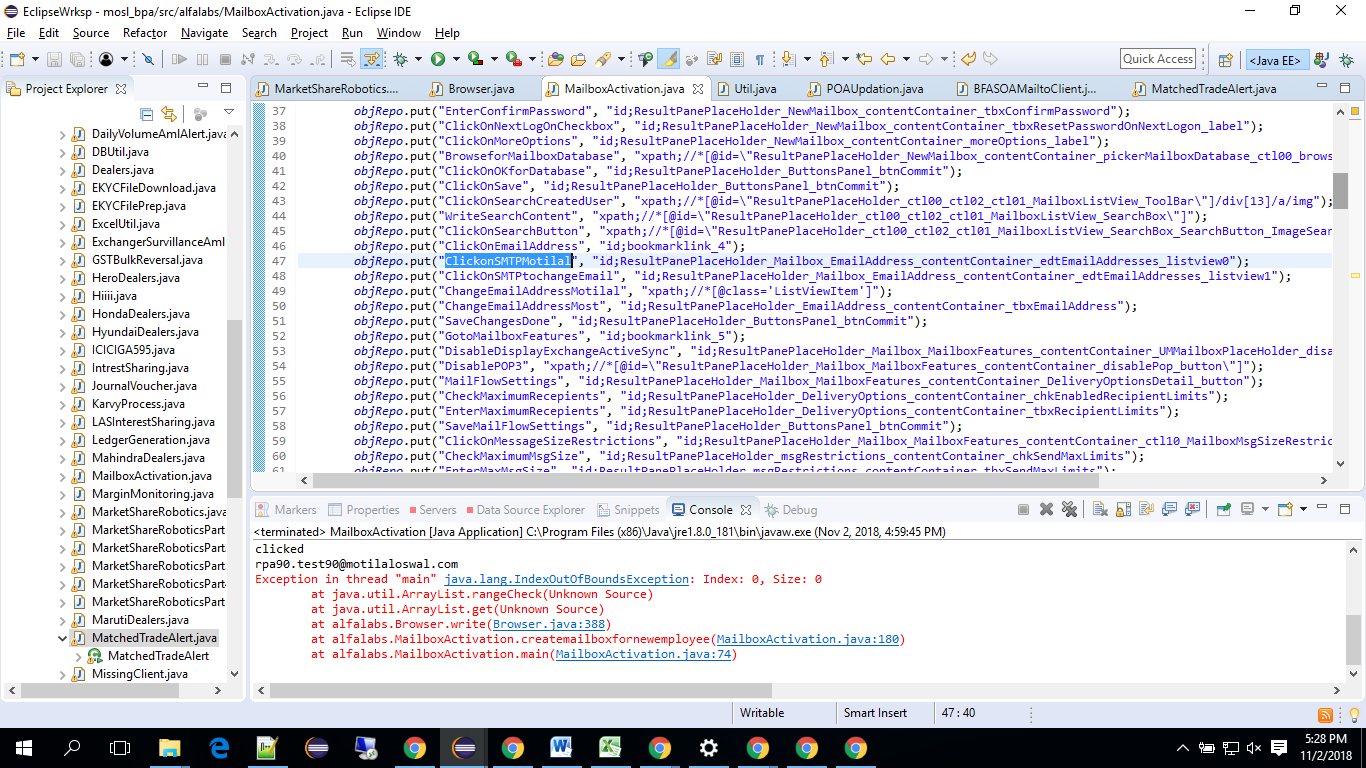 EclipseWrksp - mosl_bpa/src/alfalabs/MailboxActivation.java - Eclipse IDE
File Edit Source Refactor Navigate Search Project Run Window Help
Quick Access
<Java EE>
Project Explorer
DailyVolumeAmlAlert.java
DBUtil.java
Dealers.java
EKYCFileDownload.java
EKYCFilePrep.java
ExcelUtil.java
ExchangerSurvillanceAml
GSTBulkReversal.java
HeroDealers.java
Hiiii.java
HondaDealers.java
HyundaiDealers.java
ICICIGA595.java
IntrestSharing.java
JournalVoucher.java
KarvyProcess.java
LASInterestSharing.java
LedgerGeneration.java
MahindraDealers.java
MailboxActivation.java
MarginMonitoring.java
MarketShareRobotics.java
MarketShareRoboticsPart
MarketShareRoboticsPart
MarketShareRoboticsPart
MarketShareRoboticsPart
MarketShareRoboticsPart
MarutiDealers.java
MatchedTradeAlert.java
MatchedTradeAlert
MissingClient.java
MarketShareRobotics.... Browser.java MailboxActivation.java Util.java POAUpdation.java BFASOAMailtoClient.j... MatchedTradeAlert.java
37 objRepo.put("EnterConfirmPassword", "id;ResultPanePlaceHolder_NewMailbox_contentContainer_tbxConfirmPassword");
38 objRepo.put("ClickOnNextLogOnCheckbox", "id;ResultPanePlaceHolder_NewMailbox_contentContainer_tbxResetPasswordOnNextLogon_label");
39 objRepo.put("ClickOnMoreOptions", "id;ResultPanePlaceHolder_NewMailbox_contentContainer_moreOptions_label");
40 objRepo.put("BrowseforMailboxDatabase", "xpath;//*[@id=\"ResultPanePlaceHolder_NewMailbox_contentContainer_pickerMailboxDatabase_ctl00_brows
41 objRepo.put("ClickOnOKforDatabase", "id;ResultPanePlaceHolder_ButtonsPanel_btnCommit");
42 objRepo.put("ClickOnSave", "id;ResultPanePlaceHolder_ButtonsPanel_btnCommit");
43 objRepo.put("ClickOnSearchCreatedUser", "xpath;//*[@id=\"ResultPanePlaceHolder_ctl00_ctl02_ctl01_MailboxListView_ToolBar\"]/div[13]/a/img");
44 objRepo.put("WriteSearchContent", "xpath;//*[@id=\"ResultPanePlaceHolder_ctl00_ctl02_ctl01_MailboxListView_SearchBox\"]");
45 objRepo.put("ClickOnSearchButton", "xpath;//*[@id=\"ResultPanePlaceHolder_ctl00_ctl02_ctl01_MailboxListView_SearchBox_SearchButton_ImageSear
46 objRepo.put("ClickOnEmailAddress", "id;bookmarklink_4");
47 objRepo.put("ClickonSMTPMotilal", "id;ResultPanePlaceHolder_Mailbox_EmailAddress_contentContainer_edtEmailAddresses_listview0");
48 objRepo.put("ClickOnSMTPtochangeEmail", "id;ResultPanePlaceHolder_Mailbox_EmailAddress_contentContainer_edtEmailAddresses_listview1");
49 objRepo.put("ChangeEmailAddressMotilal", "xpath;//*[@class='ListViewItem']");
50 objRepo.put("ChangeEmailAddressMost", "id;ResultPanePlaceHolder_EmailAddress_contentContainer_tbxEmailAddress");
51 objRepo.put("SaveChangesDone", "id;ResultPanePlaceHolder_ButtonsPanel_btnCommit");
52 objRepo.put("GotoMailboxFeatures", "id;bookmarklink_5");
53 objRepo.put("DisableDisplayExchangeActiveSync", "id;ResultPanePlaceHolder_Mailbox_MailboxFeatures_contentContainer_UMMailboxPlaceHolder_disa
54 objRepo.put("DisablePOP3", "xpath;//*[@id=\"ResultPanePlaceHolder_Mailbox_MailboxFeatures_contentContainer_disablePop_button\"]");
55 objRepo.put("MailFlowSettings", "id;ResultPanePlaceHolder_Mailbox_MailboxFeatures_contentContainer_DeliveryOptionsDetail_button");
56 objRepo.put("CheckMaximumRecepients", "id;ResultPanePlaceHolder_DeliveryOptions_contentContainer_chkEnabledRecipientLimits");
57 objRepo.put("EnterMaximumRecepients", "id;ResultPanePlaceHolder_DeliveryOptions_contentContainer_tbxRecipientLimits");
58 objRepo.put("SaveMailFlowSettings", "id;ResultPanePlaceHolder_ButtonsPanel_btnCommit");
59 objRepo.put("ClickOnMessageSizeRestrictions", "id;ResultPanePlaceHolder_Mailbox_MailboxFeatures_contentContainer_ctl10_MailboxMsgSizeRestric
60 objRepo.put("CheckMaximumMsgSize", "id;ResultPanePlaceHolder_msgRestrictions_contentContainer_chkSendMaxLimits");
61 objRepo.put("EnterMaxMsgSize", "id;ResultPanePlaceHolder_msgRestrictions_contentContainer_tbxSendMaxLimits");
Markers Properties Servers Data Source Explorer Snippets Console Debug
<terminated> MailboxActivation [Java Application] C:\Program Files (x86)\Java\jre1.8.0_181\bin\javaw.exe (Nov 2, 2018, 4:59:45 PM)
clicked
rpa90.test90@motilaloswal.com
Exception in thread "main" java.lang.IndexOutOfBoundsException: Index: 0, Size: 0
at java.util.ArrayList.rangeCheck(Unknown Source)
at java.util.ArrayList.get(Unknown Source)
at alfalabs.Browser.write(Browser.java:388)
at alfalabs.MailboxActivation.createmailboxfornewemployee(MailboxActivation.java:180)
at alfalabs.MailboxActivation.main(MailboxActivation.java:74)
Writable Smart Insert 47 : 40
5:28 PM
11/2/2018